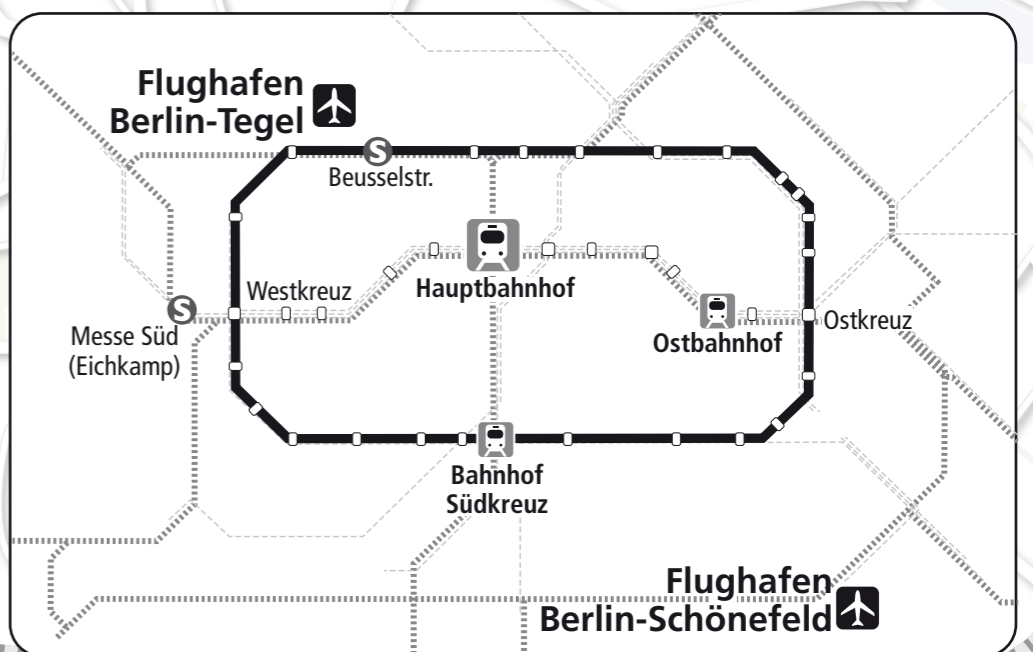 Flughafen
Berlin-Tegel
S
Beusselstr.
Hauptbahnhof
Westkreuz
S
Messe Süd
(Eichkamp)
Ostbahnhof
Ostkreuz
Bahnhof
Südkreuz
Flughafen
Berlin-Schönefeld